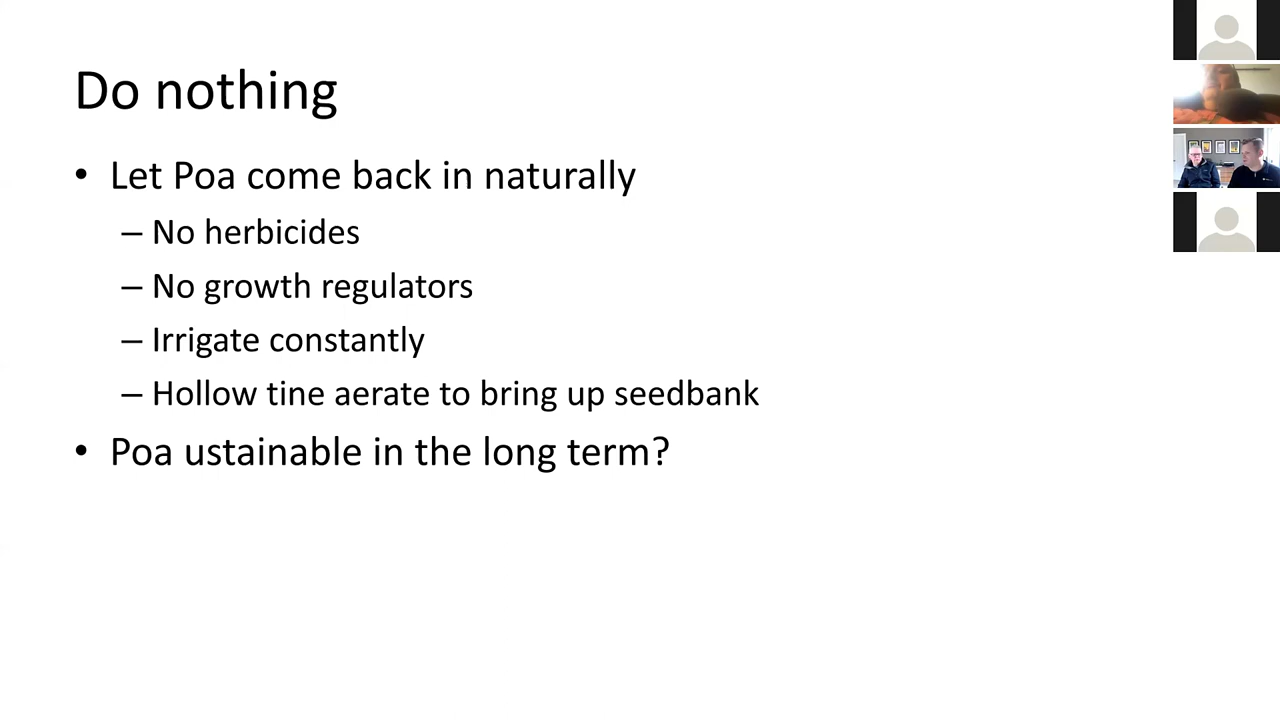 Do nothing
• Let Poa come back in naturally
– No herbicides
– No growth regulators
– Irrigate constantly
– Hollow tine aerate to bring up seedbank
• Poa ustainable in the long term?